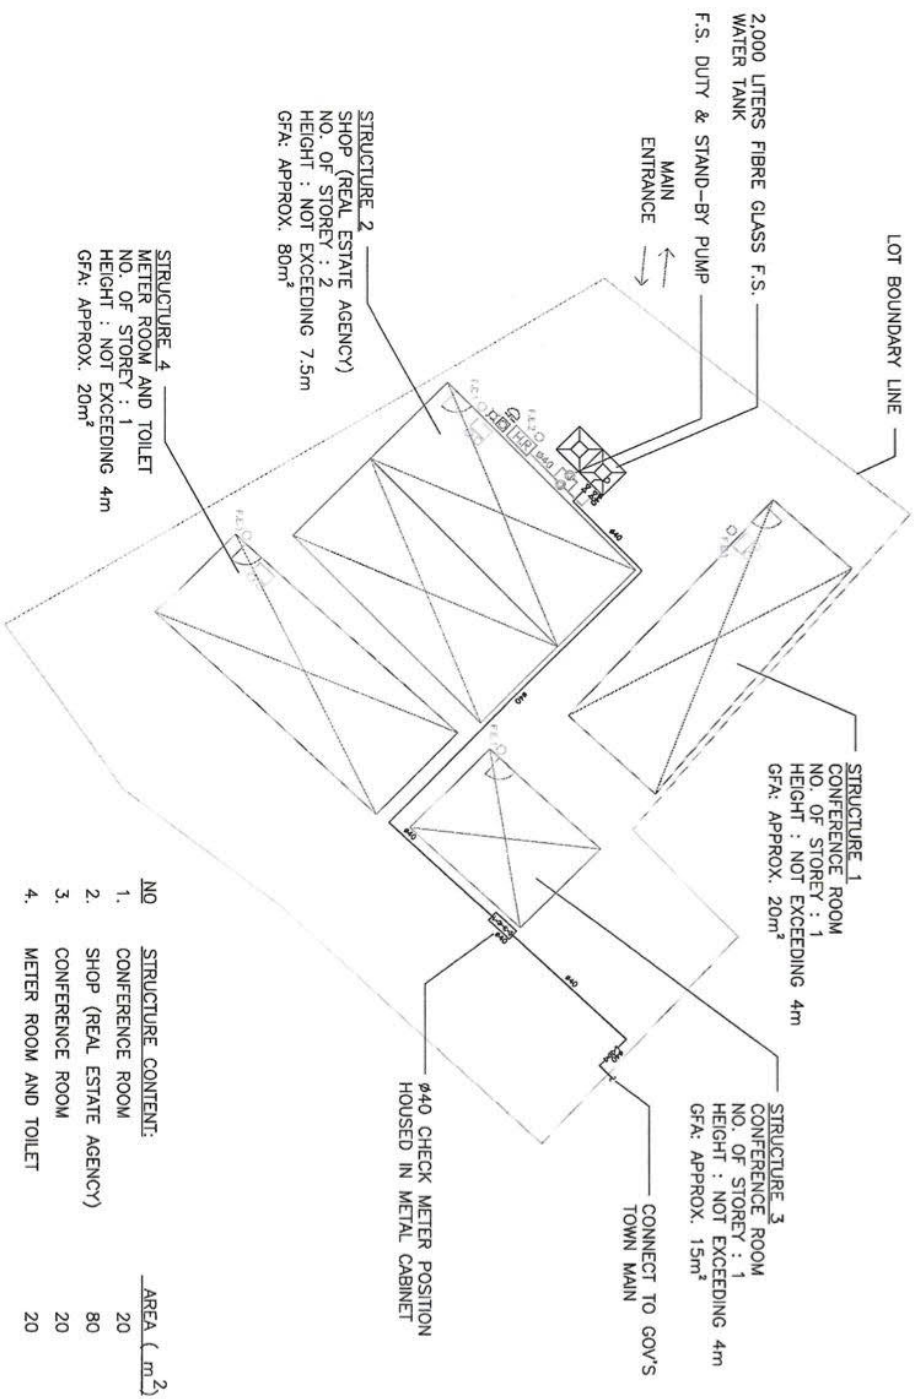 LOT BOUNDARY LINE
2,000 LITERS FIBRE GLASS F.S.
WATER TANK
F.S. DUTY & STAND-BY PUMP
MAIN
ENTRANCE
STRUCTURE 2
SHOP (REAL ESTATE AGENCY)
NO. OF STOREY : 2
HEIGHT : NOT EXCEEDING 7.5m
GFA: APPROX. 80m²
STRUCTURE 4
METER ROOM AND TOILET
NO. OF STOREY : 1
HEIGHT : NOT EXCEEDING 4m
GFA: APPROX. 20m²
STRUCTURE 1
CONFERENCE ROOM
NO. OF STOREY : 1
HEIGHT : NOT EXCEEDING 4m
GFA: APPROX. 20m²
STRUCTURE 3
CONFERENCE ROOM
NO. OF STOREY : 1
HEIGHT : NOT EXCEEDING 4m
GFA: APPROX. 15m²
CONNECT TO GOV'S
TOWN MAIN
ø40 CHECK METER POSITION
HOUSED IN METAL CABINET
H.R
ø40
ø40
ø40
ø40
ø40
ø40
NO STRUCTURE CONTENT: AREA ( m²)
1. CONFERENCE ROOM 20
2. SHOP (REAL ESTATE AGENCY) 80
3. CONFERENCE ROOM 20
4. METER ROOM AND TOILET 20